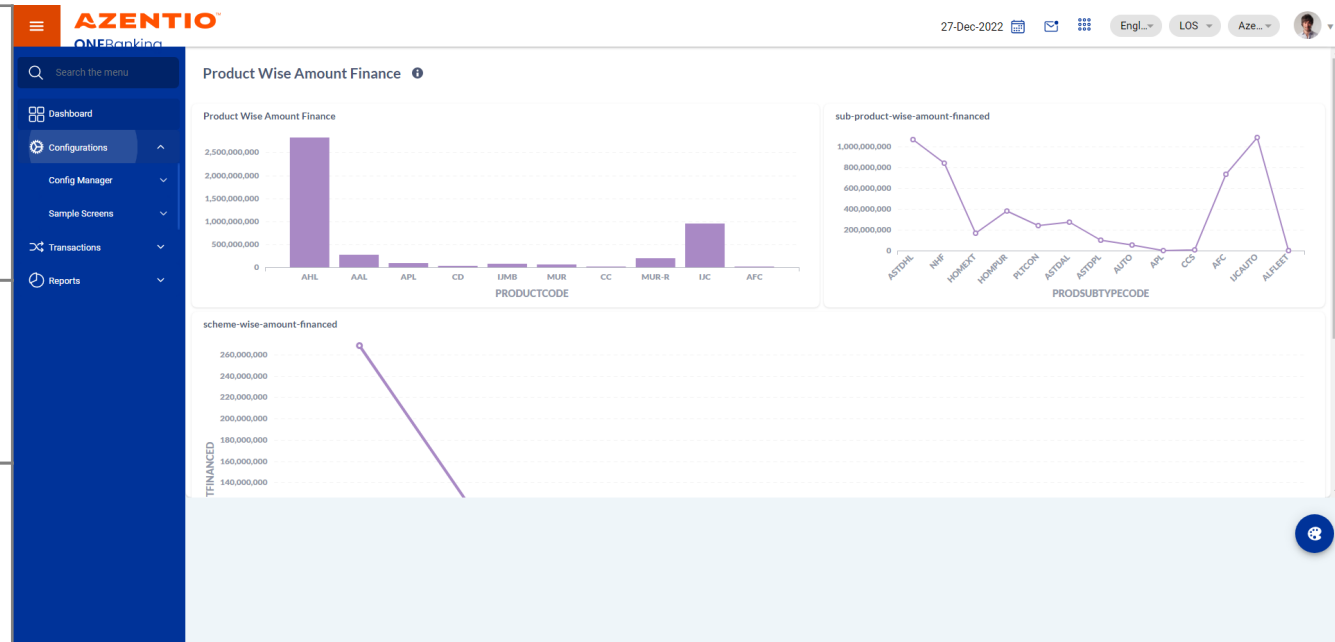 AZENTIO
ONEBanking
27-Dec-2022
Engl...
LOS
Aze...
Search the menu
Dashboard
Configurations
Config Manager
Sample Screens
Transactions
Reports
Product Wise Amount Finance
Product Wise Amount Finance
2,500,000,000
2,000,000,000
1,500,000,000
1,000,000,000
500,000,000
0
AHL AAL APL CD IJMB MUR CC MUR-R IJC AFC
PRODUCTCODE
sub-product-wise-amount-financed
1,000,000,000
800,000,000
600,000,000
400,000,000
200,000,000
0
ASTDHL NHF HOMEXT HOMPUR PLTCON ASTDAL ASTDPL AUTO APL CCS AFC IJCAUTO ALFLEET
PRODSUBTYPECODE
scheme-wise-amount-financed
260,000,000
240,000,000
220,000,000
200,000,000
180,000,000
160,000,000
140,000,000
TFINANCED